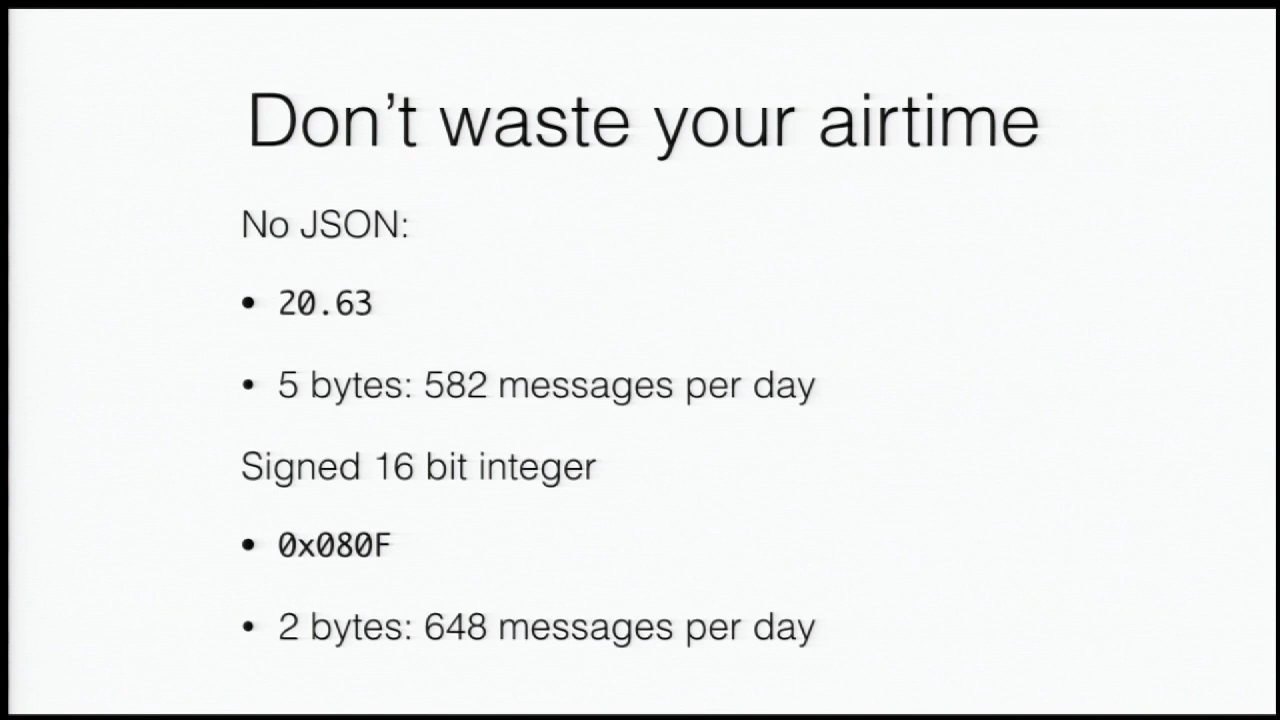 Don't waste your airtime
No JSON:
• 20.63
• 5 bytes: 582 messages per day
Signed 16 bit integer
• 0x080F
• 2 bytes: 648 messages per day